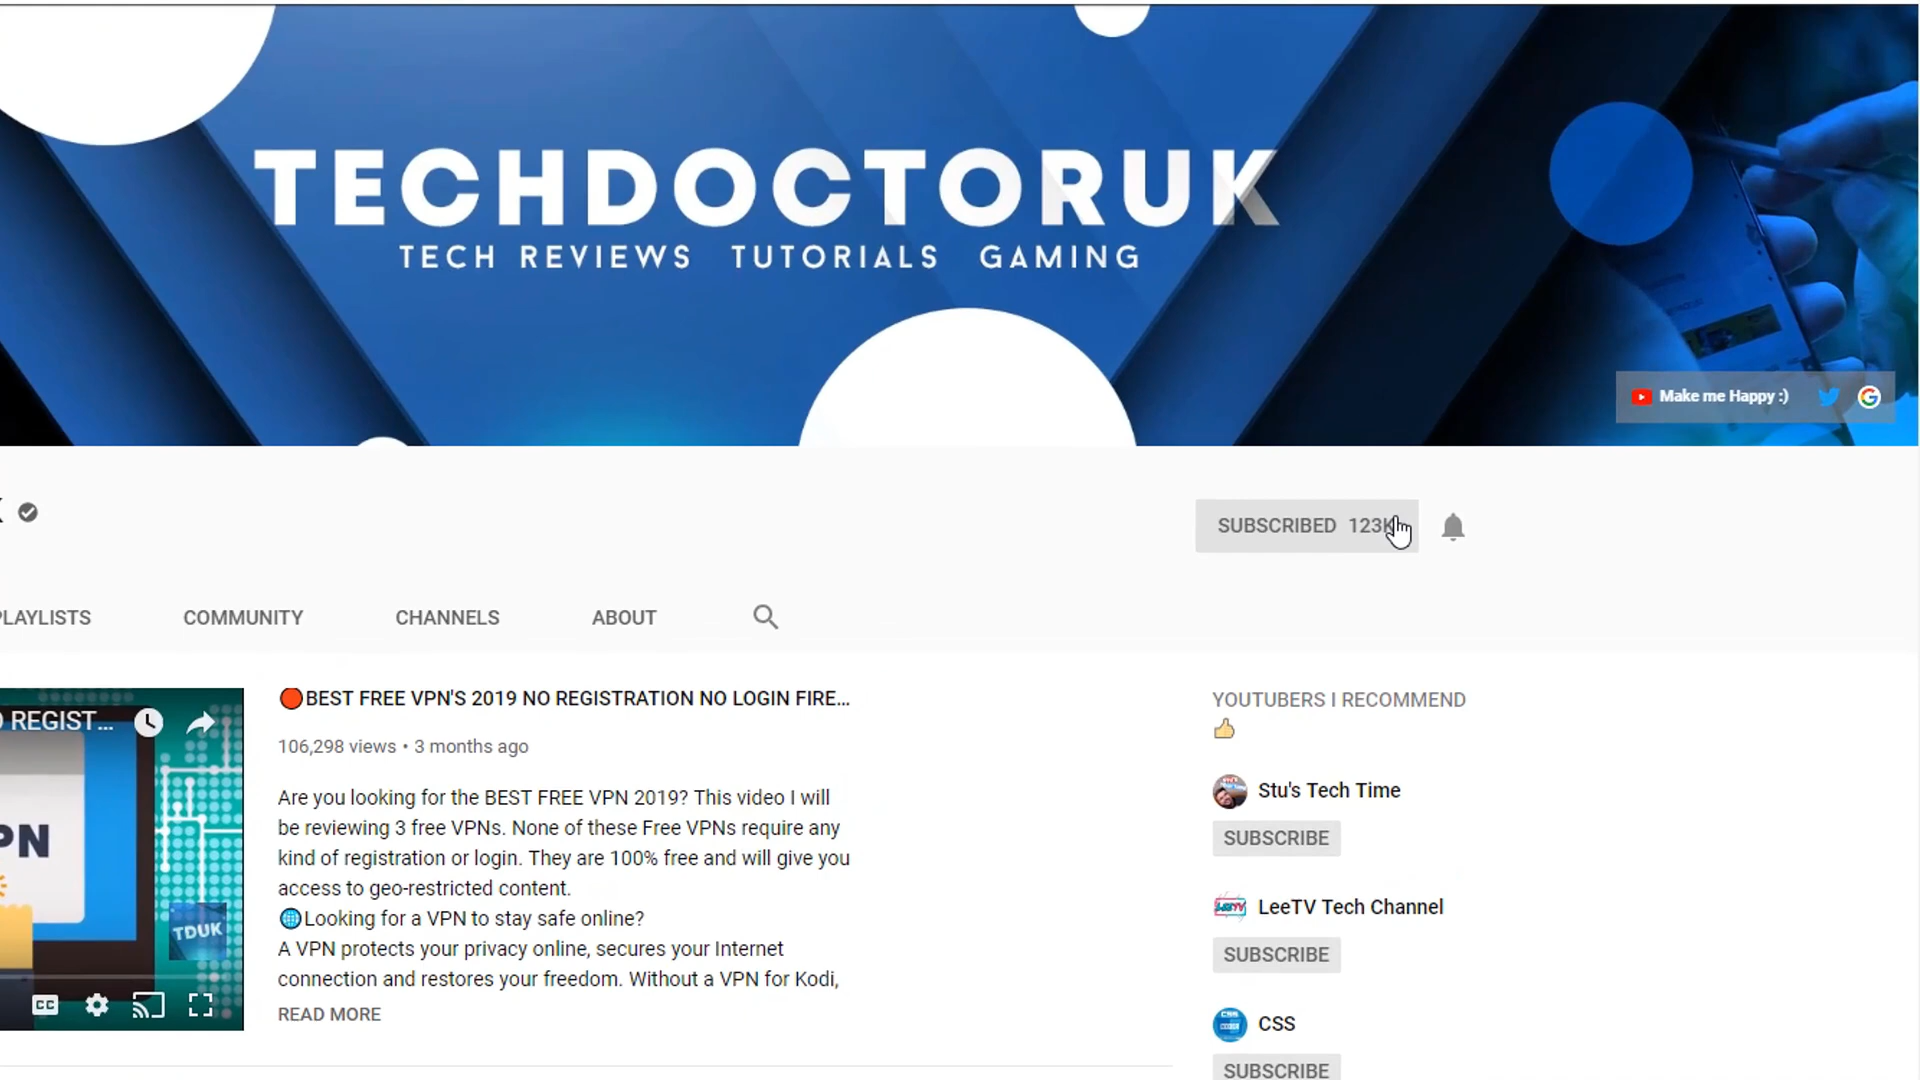 TECHDOCTORUK
TECH REVIEWS TUTORIALS GAMING
Make me Happy :)
SUBSCRIBED 123K
PLAYLISTS COMMUNITY CHANNELS ABOUT
REGIST...
PN
TDUK
CC
🔴BEST FREE VPN'S 2019 NO REGISTRATION NO LOGIN FIRE...
106,298 views • 3 months ago
Are you looking for the BEST FREE VPN 2019? This video I will
be reviewing 3 free VPNs. None of these Free VPNs require any
kind of registration or login. They are 100% free and will give you
access to geo-restricted content.
🌐Looking for a VPN to stay safe online?
A VPN protects your privacy online, secures your Internet
connection and restores your freedom. Without a VPN for Kodi,
READ MORE
YOUTUBERS I RECOMMEND
👍
Stu's Tech Time
SUBSCRIBE
LeeTV Tech Channel
SUBSCRIBE
CSS
SUBSCRIBE